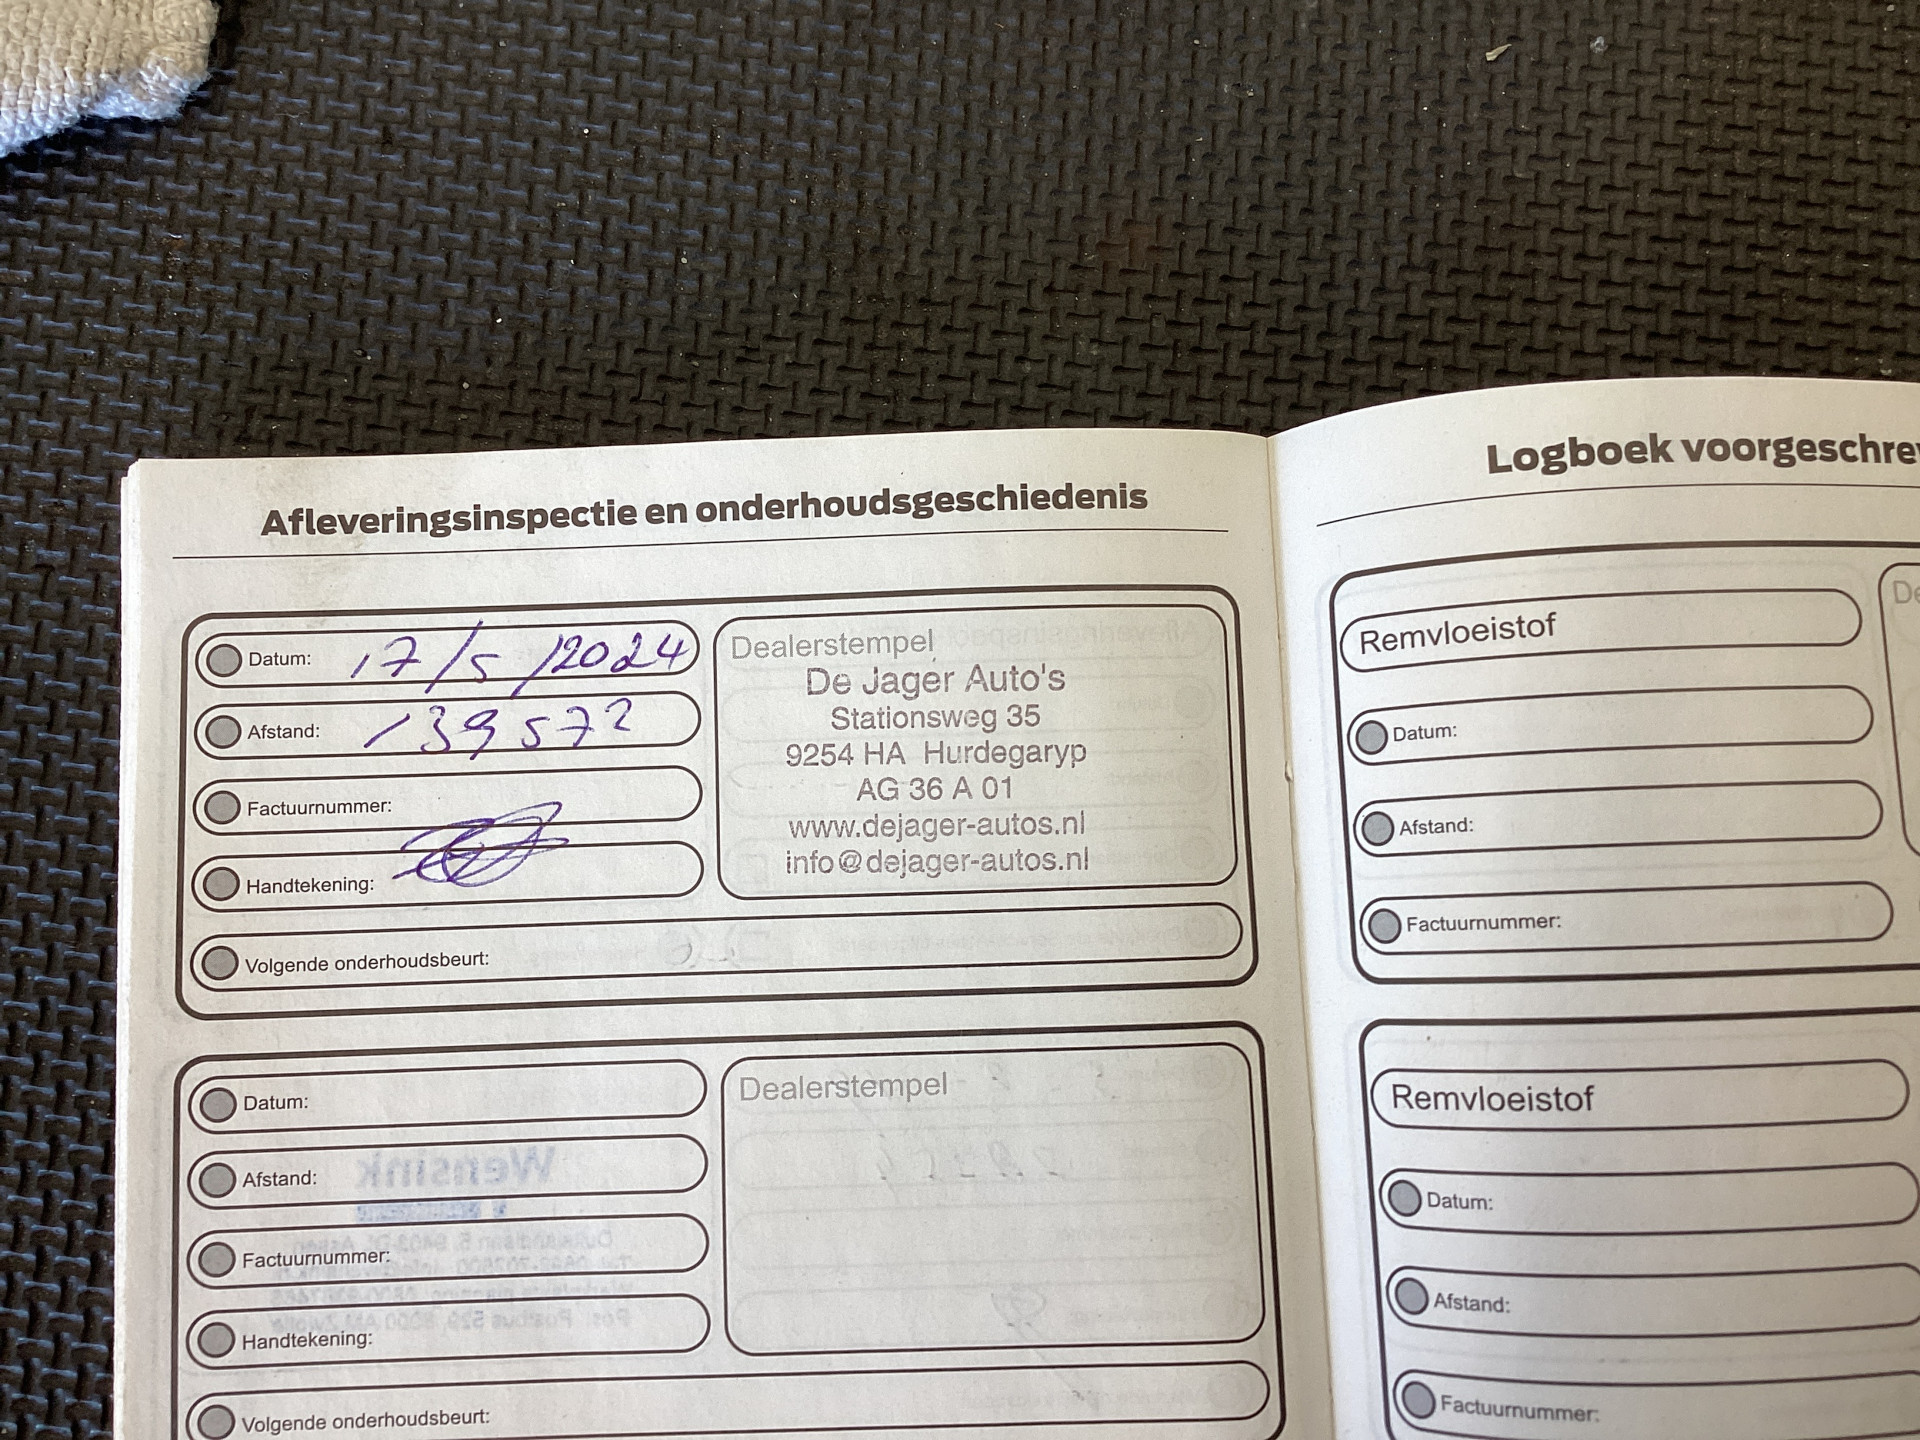 Afleveringsinspectie en onderhoudsgeschiedenis
Datum: 17/5/2024
Afstand: 139572
Factuurnummer:
Handtekening:
Volgende onderhoudsbeurt:
Dealerstempel
De Jager Auto's
Stationsweg 35
9254 HA Hurdegaryp
AG 36 A 01
www.dejager-autos.nl
info@dejager-autos.nl
Datum:
Afstand:
Factuurnummer:
Handtekening:
Volgende onderhoudsbeurt:
Dealerstempel
Logboek
Remvloeistof
Datum:
Afstand:
Factuurnummer:
Remvloeistof
Datum:
Afstand:
Factuurnummer: